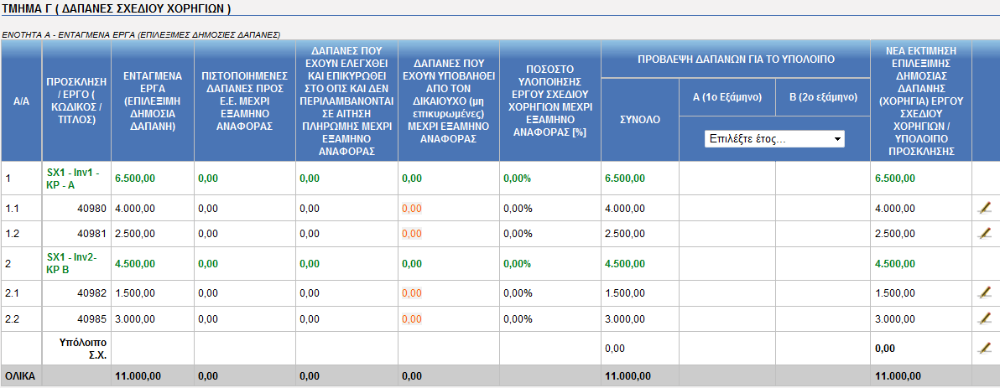 ΤΜΗΜΑ Γ ( ΔΑΠΑΝΕΣ ΣΧΕΔΙΟΥ ΧΟΡΗΓΙΩΝ )
ΕΝΟΤΗΤΑ Α - ΕΝΤΑΓΜΕΝΑ ΕΡΓΑ (ΕΠΙΛΕΞΙΜΕΣ ΔΗΜΟΣΙΕΣ ΔΑΠΑΝΕΣ)
Α/Α
ΠΡΟΣΚΛΗΣΗ
/ ΕΡΓΟ (
ΚΩΔΙΚΟΣ /
ΤΙΤΛΟΣ)
ΕΝΤΑΓΜΕΝΑ
ΕΡΓΑ
(ΕΠΙΛΕΞΙΜΗ
ΔΗΜΟΣΙΑ
ΔΑΠΑΝΗ)
ΠΙΣΤΟΠΟΙΗΜΕΝΕΣ
ΔΑΠΑΝΕΣ ΠΡΟΣ
Ε.Ε. ΜΕΧΡΙ
ΕΞΑΜΗΝΟ
ΑΝΑΦΟΡΑΣ
ΔΑΠΑΝΕΣ ΠΟΥ
ΕΧΟΥΝ ΕΛΕΓΧΘΕΙ
ΚΑΙ ΕΠΙΚΥΡΩΘΕΙ
ΣΤΟ ΟΠΣ ΚΑΙ ΔΕΝ
ΠΕΡΙΛΑΜΒΑΝΟΝΤΑΙ
ΣΕ ΑΙΤΗΣΗ
ΠΛΗΡΩΜΗΣ ΜΕΧΡΙ
ΕΞΑΜΗΝΟ
ΑΝΑΦΟΡΑΣ
ΔΑΠΑΝΕΣ ΠΟΥ
ΕΧΟΥΝ ΥΠΟΒΛΗΘΕΙ
ΑΠΟ ΤΟΝ
ΔΙΚΑΙΟΥΧΟ (μη
επικυρωμένες)
ΜΕΧΡΙ ΕΞΑΜΗΝΟ
ΑΝΑΦΟΡΑΣ
ΠΟΣΟΣΤΟ
ΥΛΟΠΟΙΗΣΗΣ
ΕΡΓΟΥ ΣΧΕΔΙΟΥ
ΧΟΡΗΓΙΩΝ ΜΕΧΡΙ
ΕΞΑΜΗΝΟ
ΑΝΑΦΟΡΑΣ [%]
ΠΡΟΒΛΕΨΗ ΔΑΠΑΝΩΝ ΓΙΑ ΤΟ ΥΠΟΛΟΙΠΟ
ΣΥΝΟΛΟ
Α (1ο Εξάμηνο)
Β (2ο εξάμηνο)
Επιλέξτε έτος...
ΝΕΑ ΕΚΤΙΜΗΣΗ
ΕΠΙΛΕΞΙΜΗΣ
ΔΗΜΟΣΙΑΣ
ΔΑΠΑΝΗΣ
(ΧΟΡΗΓΙΑ) ΕΡΓΟΥ
ΣΧΕΔΙΟΥ
ΧΟΡΗΓΙΩΝ /
ΥΠΟΛΟΙΠΟ
ΠΡΟΣΚΛΗΣΗΣ
1 SX1 - Inv1 -
KP - A 6.500,00 0,00 0,00 0,00 0,00% 6.500,00 6.500,00
1.1 40980 4.000,00 0,00 0,00 0,00 0,00% 4.000,00 4.000,00
1.2 40981 2.500,00 0,00 0,00 0,00 0,00% 2.500,00 2.500,00
2 SX1 - Inv2-
KP B 4.500,00 0,00 0,00 0,00 0,00% 4.500,00 4.500,00
2.1 40982 1.500,00 0,00 0,00 0,00 0,00% 1.500,00 1.500,00
2.2 40985 3.000,00 0,00 0,00 0,00 0,00% 3.000,00 3.000,00
Υπόλοιπο
Σ.Χ. 0,00 0,00
ΟΛΙΚΑ 11.000,00 0,00 0,00 0,00 11.000,00 11.000,00